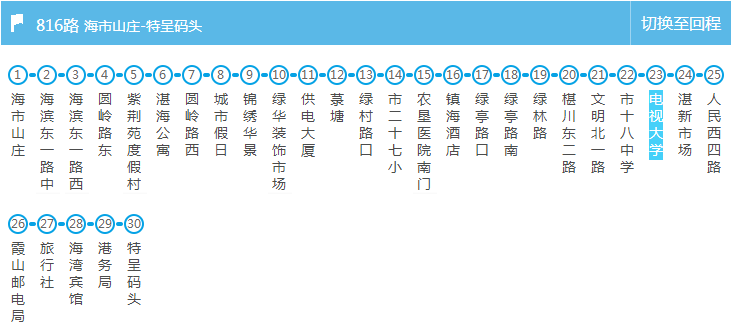 816路 海市山庄-特呈码头
切换至回程
1 2 3 4 5 6 7 8 9 10 11 12 13 14 15 16 17 18 19 20 21 22 23 24 25
海市山庄
海滨东一路中
海滨东一路西
圆岭路东
紫荆苑度假村
湛海公寓
圆岭路西
城市假日
锦绣华景
绿华装饰市场
供电大厦
菉塘
绿村路口
市二十七小
农垦医院南门
镇海酒店
绿亭路口
绿亭路南
绿林路
椹川东二路
文明北一路
市十八中学
电视大学
湛新市场
人民西四路
26 27 28 29 30
霞山邮电局
旅行社
海湾宾馆
港务局
特呈码头